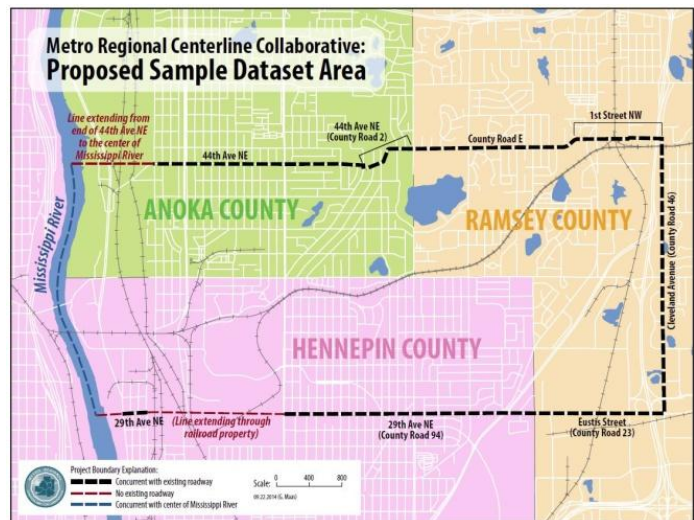 Metro Regional Centerline Collaborative:
Proposed Sample Dataset Area
Line extending from
end of 44th Ave NE
to the center of
Mississippi River
44th Ave NE
44th Ave NE
(County Road 2)
County Road E
1st Street NW
ANOKA COUNTY
RAMSEY COUNTY
Mississippi River
Cleveland Avenue (County Road 46)
HENNEPIN COUNTY
29th Ave NE
(Line extending through
railroad property)
29th Ave NE
(County Road 94)
Eustis Street
(County Road 23)
Project Boundary Explanation:
Concurrent with existing roadway
No existing roadway
Concurrent with center of Mississippi River
Scale: 0 400 800